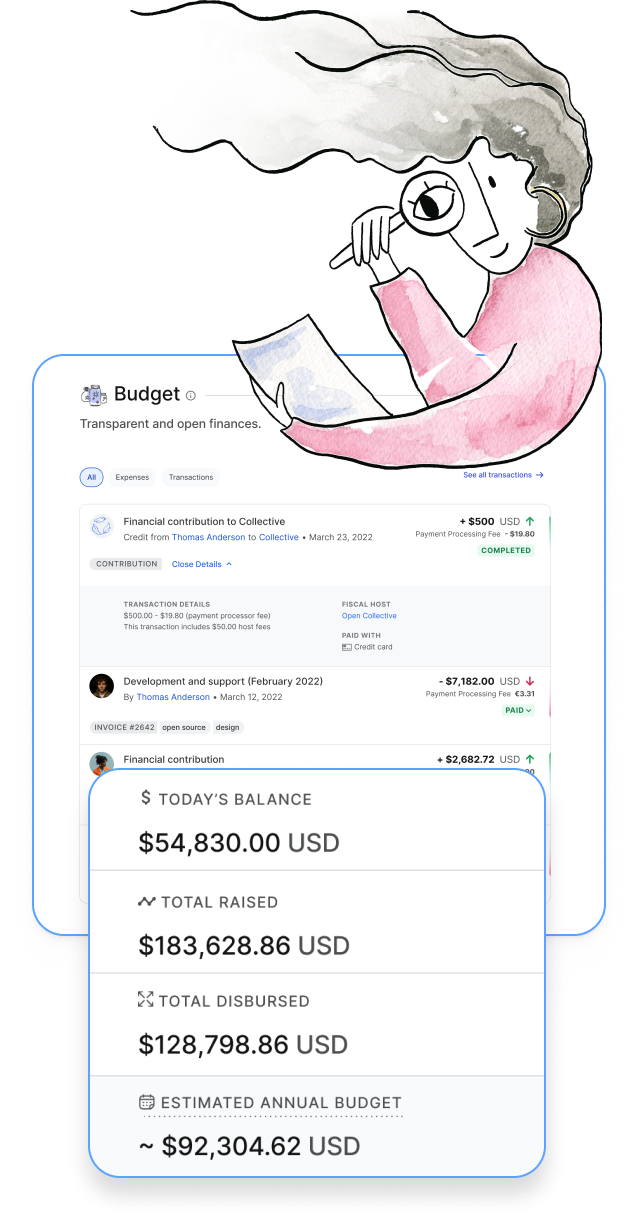 Budget
Transparent and open finances.
All Expenses Transactions See all transactions →
Financial contribution to Collective + $500 USD ↑
Credit from Thomas Anderson to Collective • March 23, 2022 Payment Processing Fee - $19.80
COMPLETED
CONTRIBUTION Close Details
TRANSACTION DETAILS FISCAL HOST
$500.00 - $19.80 (payment processor fee) Open Collective
This transaction includes $50.00 host fees
PAID WITH
Credit card
Development and support (February 2022) - $7,182.00 USD ↓
By Thomas Anderson • March 12, 2022 Payment Processing Fee €3.31
PAID
INVOICE #2642 open source design
Financial contribution + $2,682.72 USD ↑
$ TODAY’S BALANCE
$54,830.00 USD
TOTAL RAISED
$183,628.86 USD
TOTAL DISBURSED
$128,798.86 USD
ESTIMATED ANNUAL BUDGET
~ $92,304.62 USD